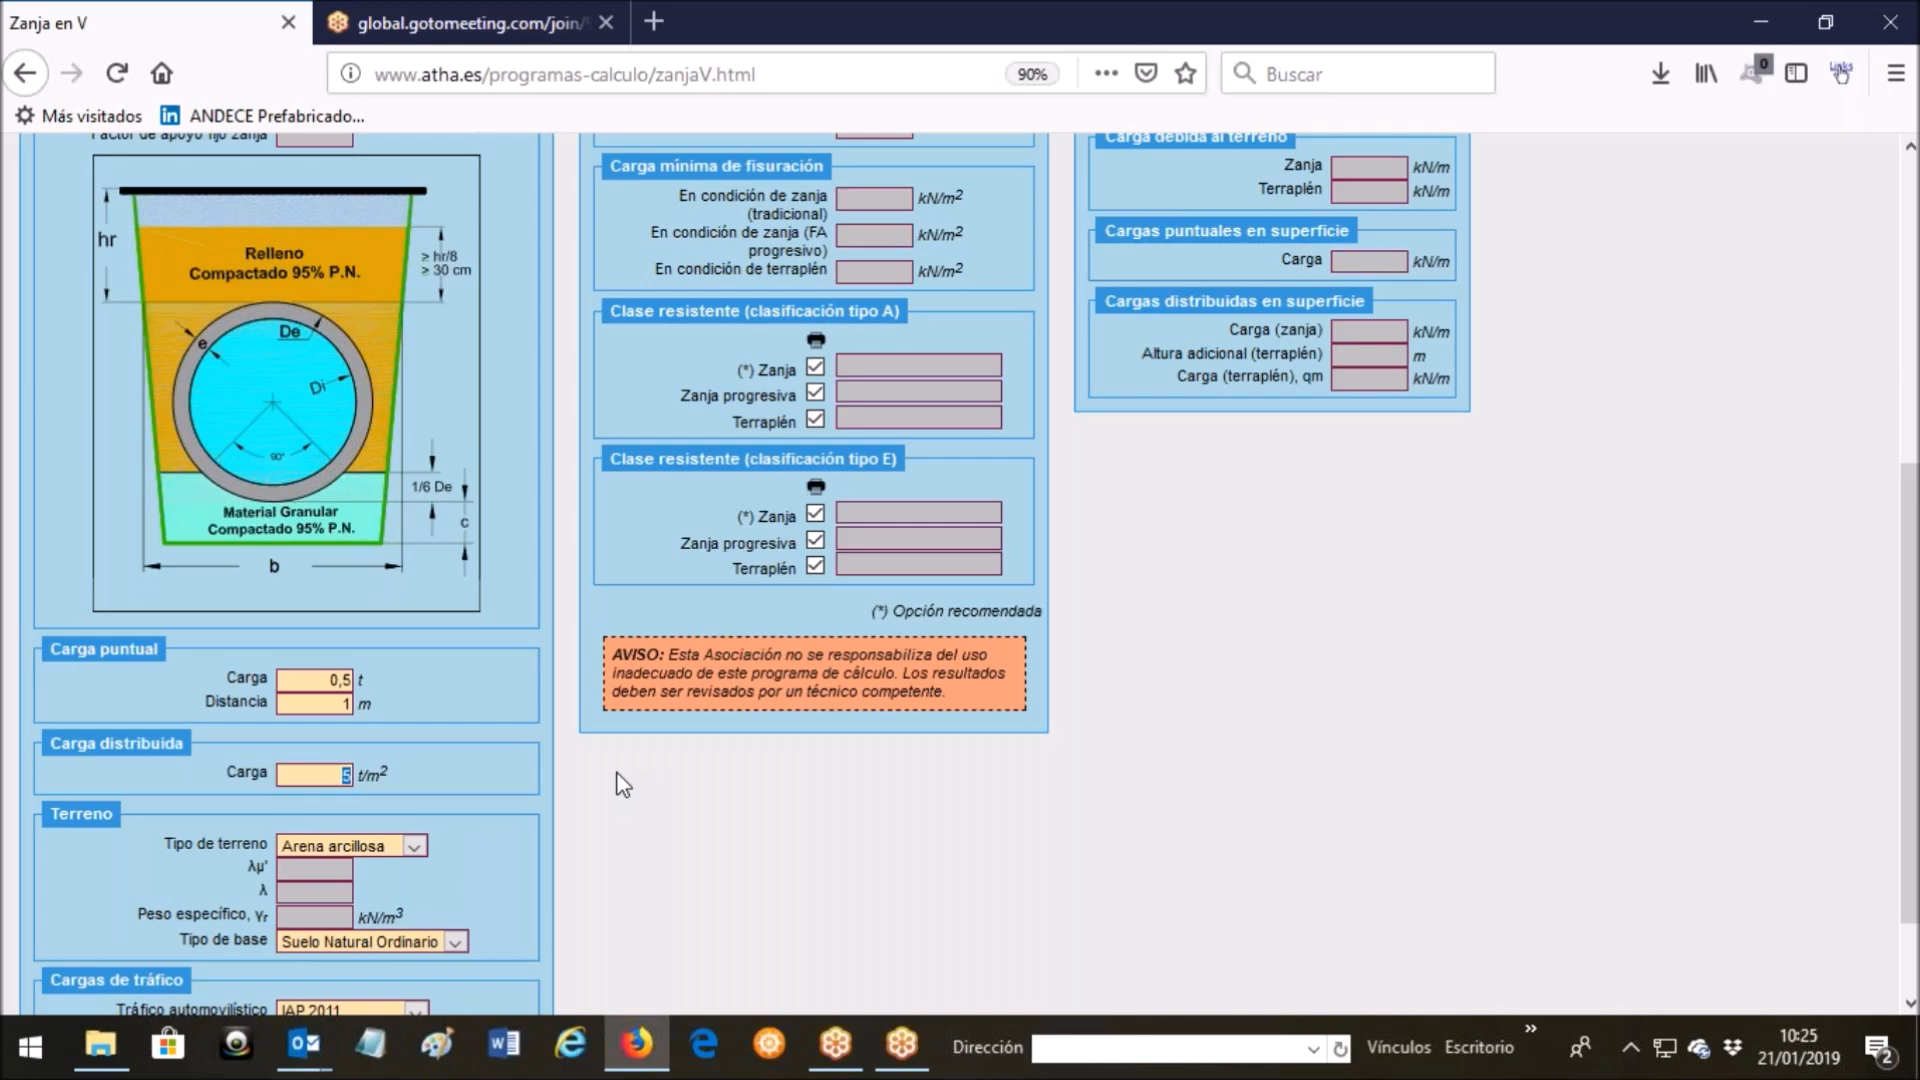 Zanja en V
global.gotomeeting.com/join/
www.atha.es/programas-calculo/zanjaV.html
90%
Buscar
0
Más visitados
ANDECE Prefabricado...
Factor de apoyo fijo zanja
hr
Relleno
Compactado 95% P.N.
≥ hr/8
≥ 30 cm
De
e
Di
90°
1/6 De
Material Granular
Compactado 95% P.N.
c
b
Carga puntual
Carga 0,5 t
Distancia 1 m
Carga distribuida
Carga 5 t/m2
Terreno
Tipo de terreno Arena arcillosa
λμ'
λ
Peso específico, γr kN/m3
Tipo de base Suelo Natural Ordinario
Cargas de tráfico
Tráfico automovilístico IAP 2011
Carga mínima de fisuración
En condición de zanja
(tradicional) kN/m2
En condición de zanja (FA
progresivo) kN/m2
En condición de terraplén kN/m2
Clase resistente (clasificación tipo A)
(*) Zanja
Zanja progresiva
Terraplén
Clase resistente (clasificación tipo E)
(*) Zanja
Zanja progresiva
Terraplén
(*) Opción recomendada
AVISO: Esta Asociación no se responsabiliza del uso
inadecuado de este programa de cálculo. Los resultados
deben ser revisados por un técnico competente.
Carga debida al terreno
Zanja kN/m
Terraplén kN/m
Cargas puntuales en superficie
Carga kN/m
Cargas distribuidas en superficie
Carga (zanja) kN/m
Altura adicional (terraplén) m
Carga (terraplén), qm kN/m
Dirección
Vínculos
Escritorio
10:25
21/01/2019
2